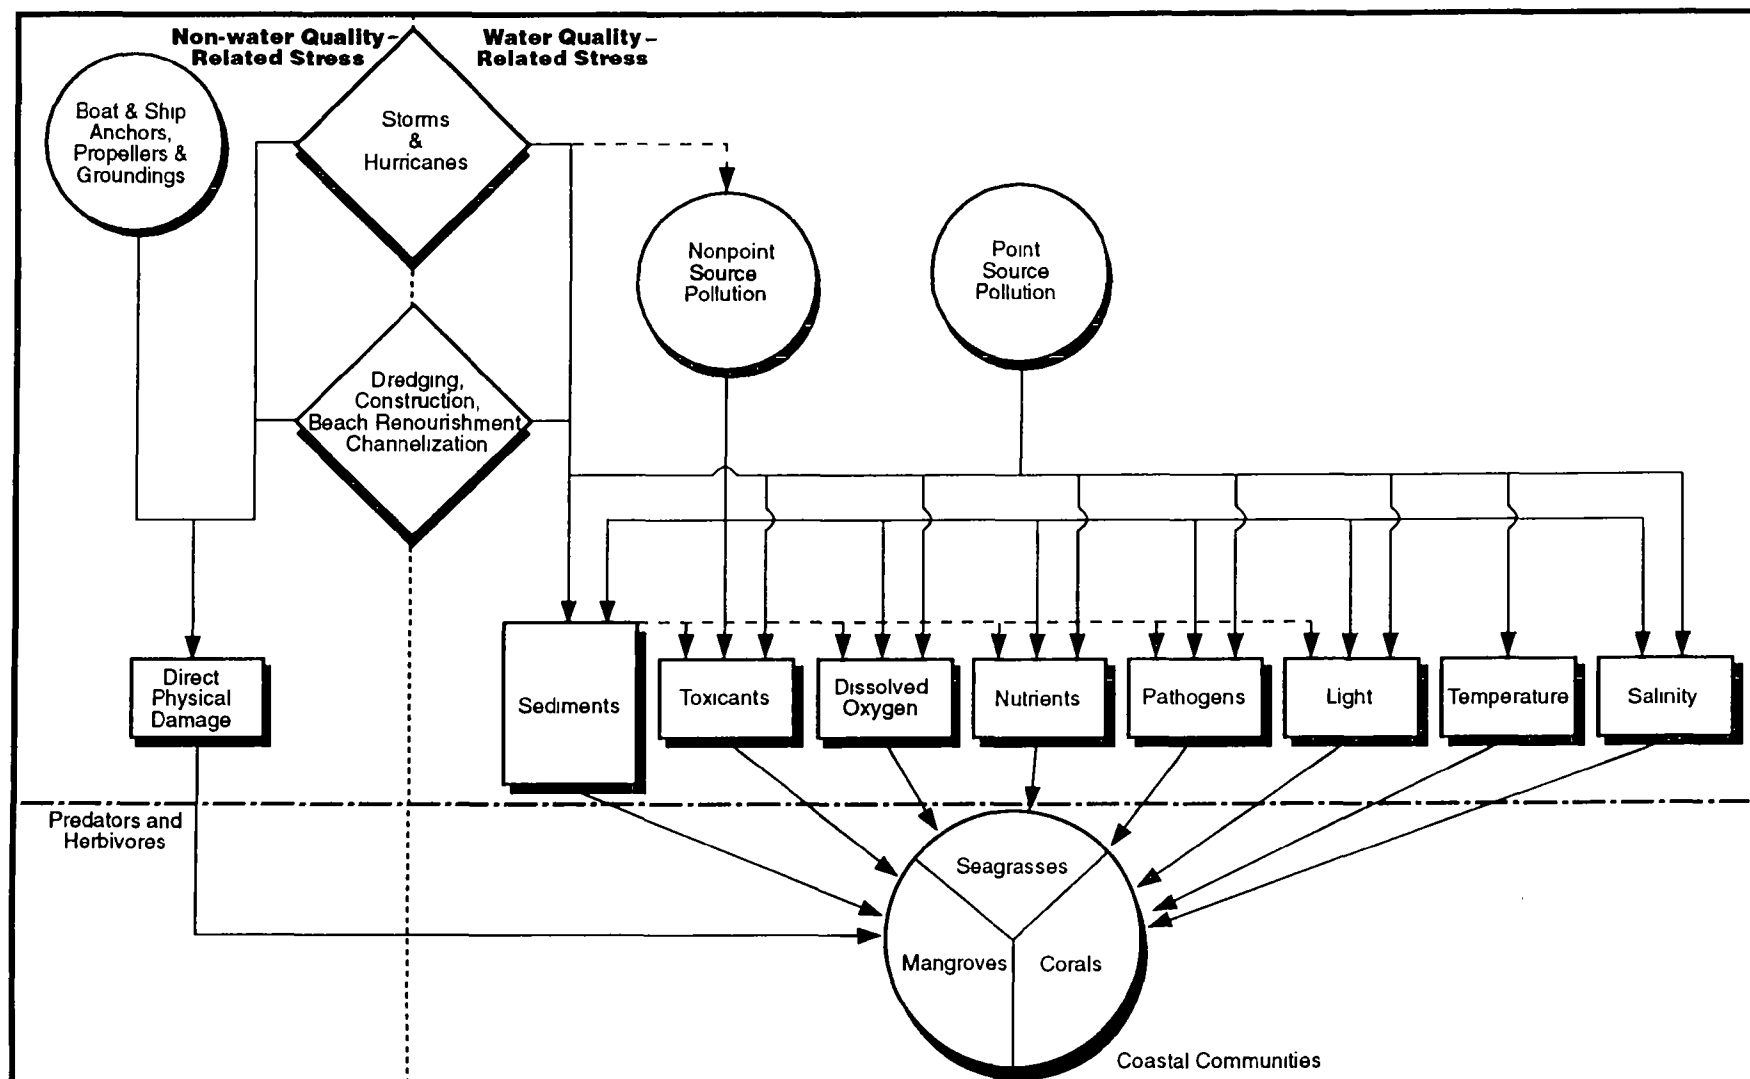 Non-water Quality–
Related Stress
Water Quality–
Related Stress
Boat & Ship
Anchors,
Propellers &
Groundings
Storms
&
Hurricanes
Nonpoint
Source
Pollution
Point
Source
Pollution
Dredging,
Construction,
Beach Renourishment
Channelization
Direct
Physical
Damage
Sediments
Toxicants
Dissolved
Oxygen
Nutrients
Pathogens
Light
Temperature
Salinity
Predators and
Herbivores
Seagrasses
Mangroves
Corals
Coastal Communities